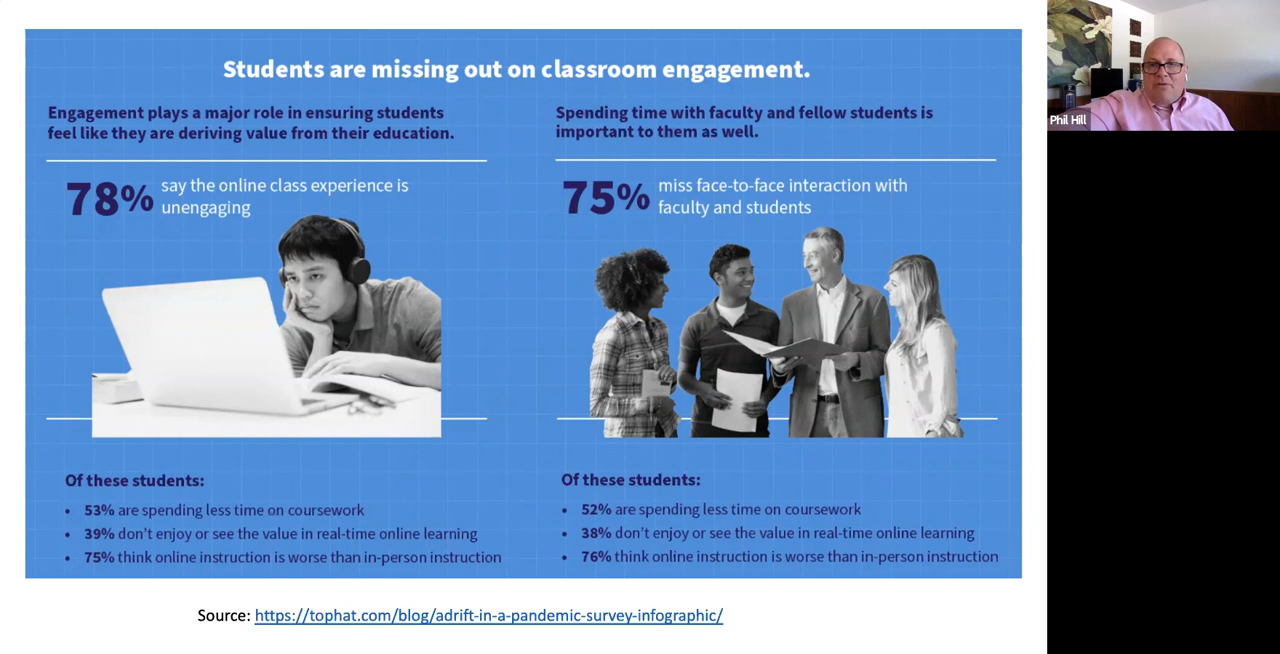 Students are missing out on classroom engagement.
Engagement plays a major role in ensuring students
feel like they are deriving value from their education.
78% say the online class experience is
unengaging
Of these students:
• 53% are spending less time on coursework
• 39% don’t enjoy or see the value in real-time online learning
• 75% think online instruction is worse than in-person instruction
Spending time with faculty and fellow students is
important to them as well.
75% miss face-to-face interaction with
faculty and students
Of these students:
• 52% are spending less time on coursework
• 38% don’t enjoy or see the value in real-time online learning
• 76% think online instruction is worse than in-person instruction
Source: https://tophat.com/blog/adrift-in-a-pandemic-survey-infographic/
Phil Hill